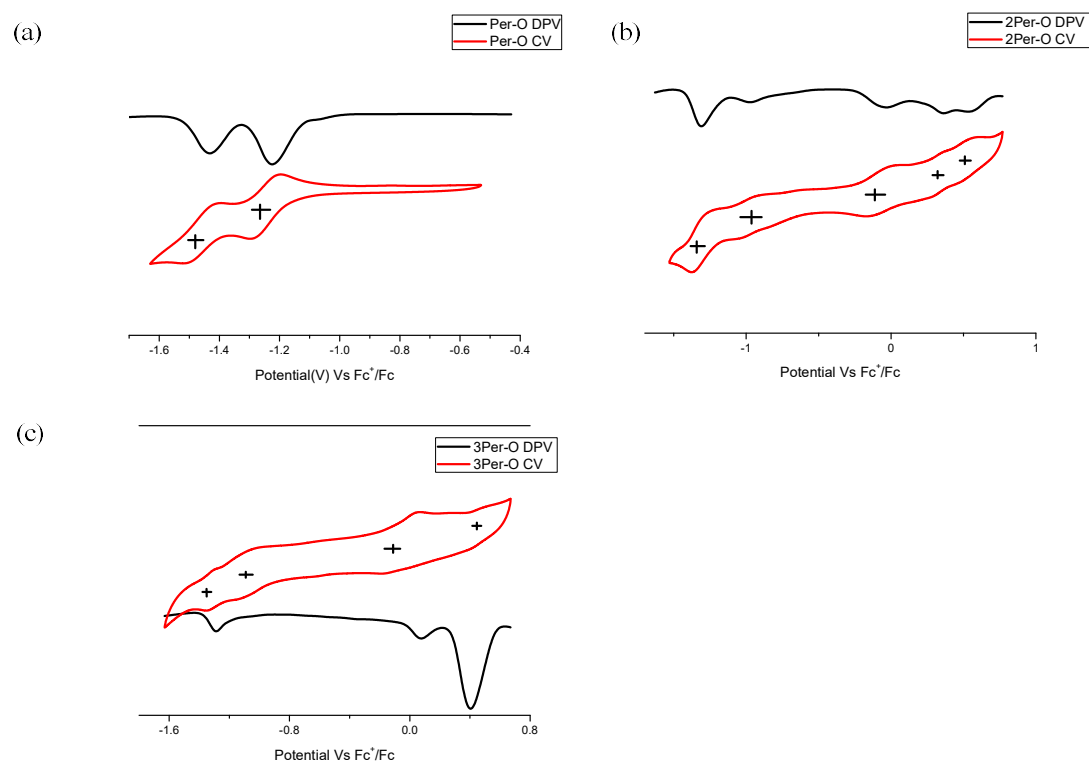 (a)
Per-O DPV
Per-O CV
-1.6 -1.4 -1.2 -1.0 -0.8 -0.6 -0.4
Potential(V) Vs Fc⁺/Fc
(b)
2Per-O DPV
2Per-O CV
-1 0 1
Potential Vs Fc⁺/Fc
(c)
3Per-O DPV
3Per-O CV
-1.6 -0.8 0.0 0.8
Potential Vs Fc⁺/Fc